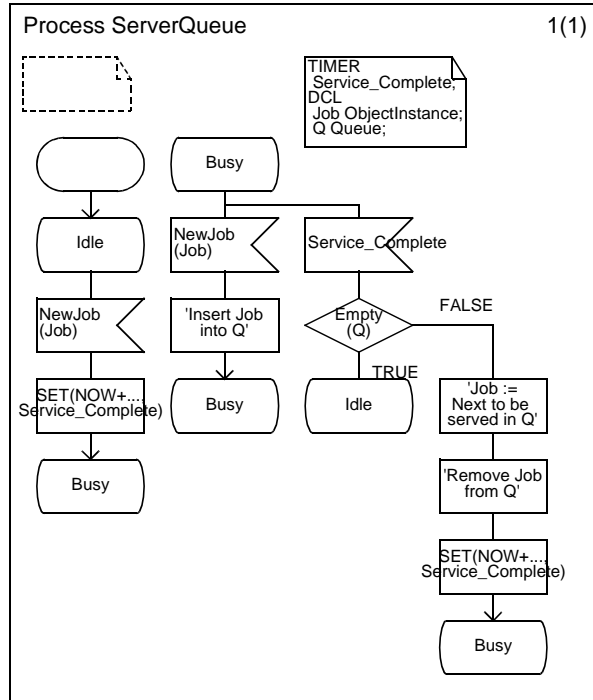 Process ServerQueue
1(1)
TIMER
Service_Complete;
DCL
Job ObjectInstance;
Q Queue;
Idle
NewJob
(Job)
SET(NOW+....
Service_Complete)
Busy
Busy
NewJob
(Job)
'Insert Job
into Q'
Busy
Service_Complete
Empty
(Q)
TRUE
Idle
FALSE
'Job :=
Next to be
served in Q'
'Remove Job
from Q'
SET(NOW+....
Service_Complete)
Busy